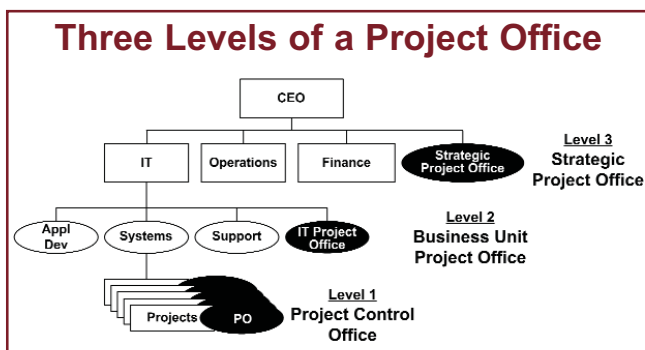 Three Levels of a Project Office
CEO
IT
Operations
Finance
Strategic
Project Office
Level 3
Strategic
Project Office
Appl
Dev
Systems
Support
IT Project
Office
Level 2
Business Unit
Project Office
Projects
PO
Level 1
Project Control
Office